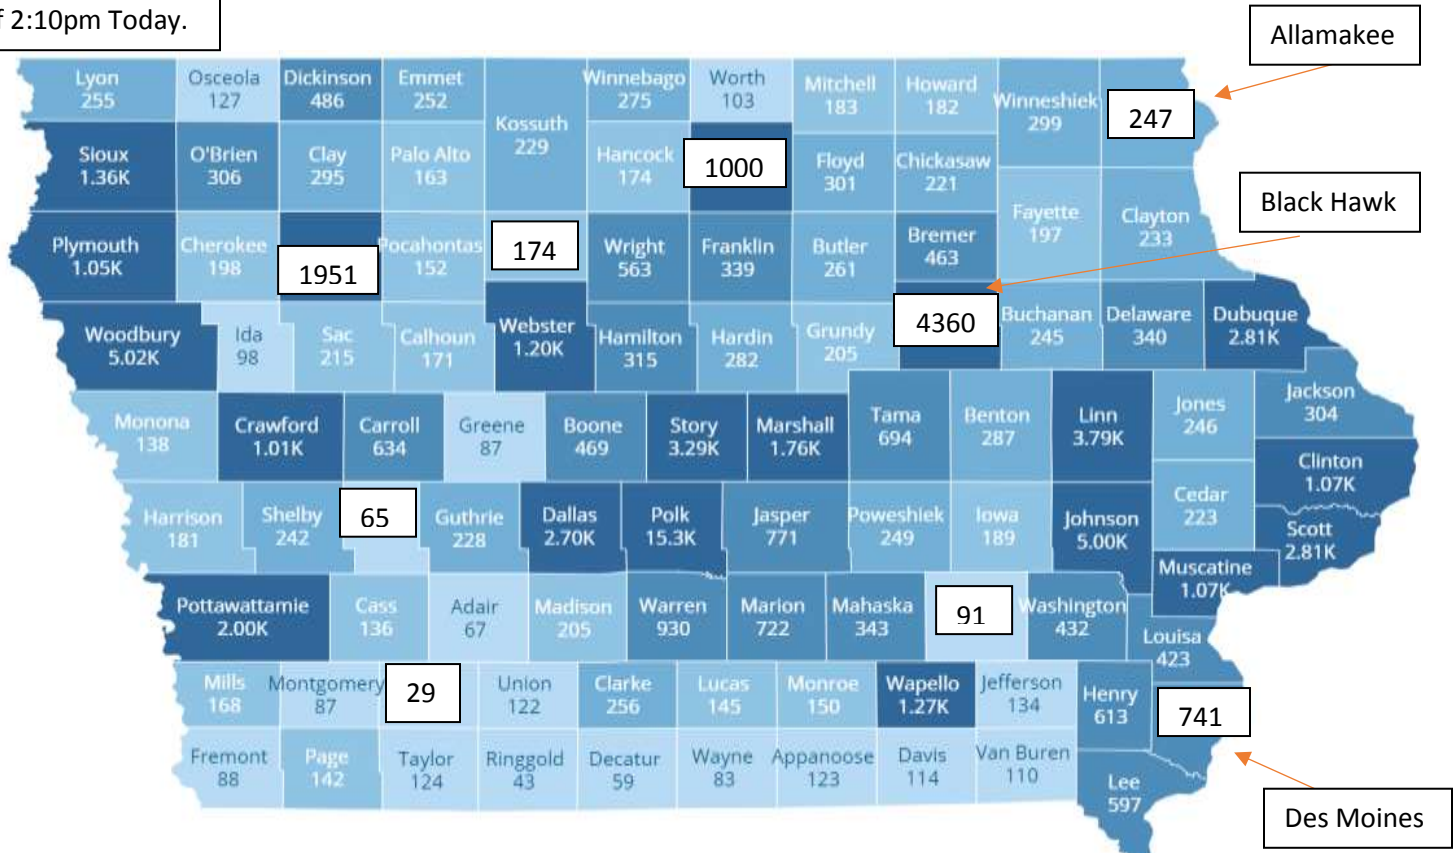 f 2:10pm Today.
Allamakee
Lyon
255
Osceola
127
Dickinson
486
Emmet
252
Kossuth
229
Winnebago
275
Worth
103
Mitchell
183
Howard
182
Winneshiek
299
247
Sioux
1.36K
O'Brien
306
Clay
295
Palo Alto
163
Hancock
174
1000
Floyd
301
Chickasaw
221
Black Hawk
Plymouth
1.05K
Cherokee
198
1951
Pocahontas
152
174
Wright
563
Franklin
339
Butler
261
Bremer
463
Fayette
197
Clayton
233
Woodbury
5.02K
Ida
98
Sac
215
Calhoun
171
Webster
1.20K
Hamilton
315
Hardin
282
Grundy
205
4360
Buchanan
245
Delaware
340
Dubuque
2.81K
Monona
138
Crawford
1.01K
Carroll
634
Greene
87
Boone
469
Story
3.29K
Marshall
1.76K
Tama
694
Benton
287
Linn
3.79K
Jones
246
Jackson
304
Clinton
1.07K
Harrison
181
Shelby
242
65
Guthrie
228
Dallas
2.70K
Polk
15.3K
Jasper
771
Poweshiek
249
Iowa
189
Johnson
5.00K
Cedar
223
Scott
2.81K
Muscatine
1.07K
Pottawattamie
2.00K
Cass
136
Adair
67
Madison
205
Warren
930
Marion
722
Mahaska
343
91
Washington
432
Louisa
423
Mills
168
Montgomery
87
29
Union
122
Clarke
256
Lucas
145
Monroe
150
Wapello
1.27K
Jefferson
134
Henry
613
741
Fremont
88
Page
142
Taylor
124
Ringgold
43
Decatur
59
Wayne
83
Appanoose
123
Davis
114
Van Buren
110
Lee
597
Des Moines